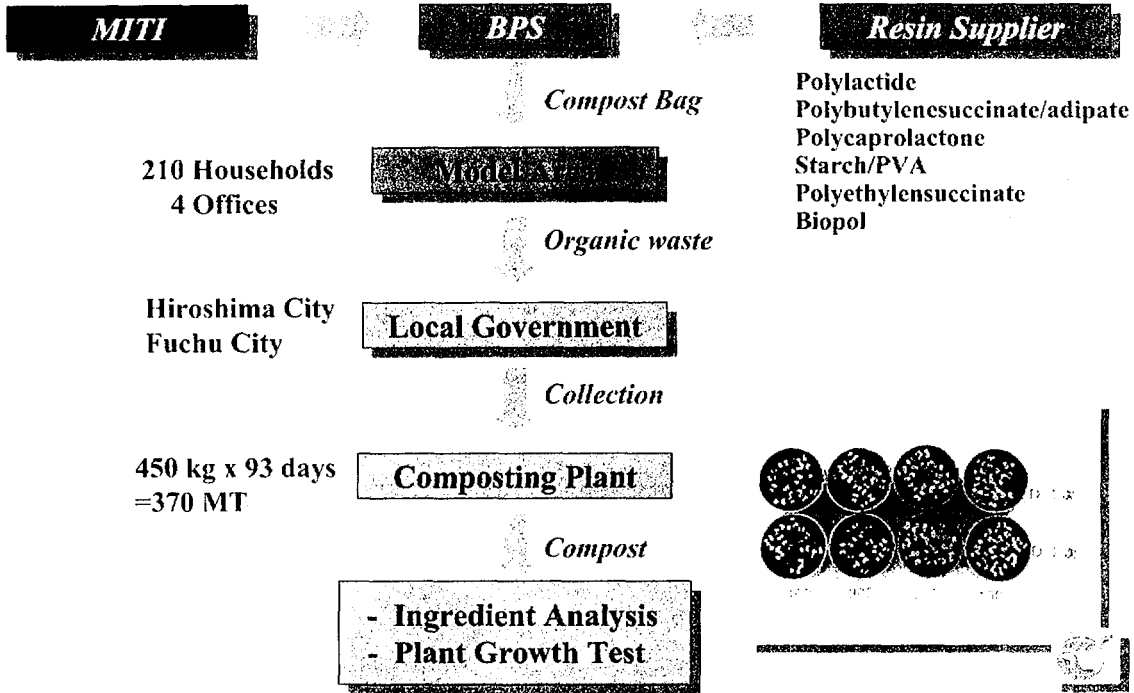 MITI
BPS
Resin Supplier
Compost Bag
Polylactide
Polybutylenesuccinate/adipate
Polycaprolactone
Starch/PVA
Polyethylensuccinate
Biopol
210 Households
4 Offices
Model Area
Organic waste
Hiroshima City
Fuchu City
Local Government
Collection
450 kg x 93 days
=370 MT
Composting Plant
Compost
- Ingredient Analysis
- Plant Growth Test